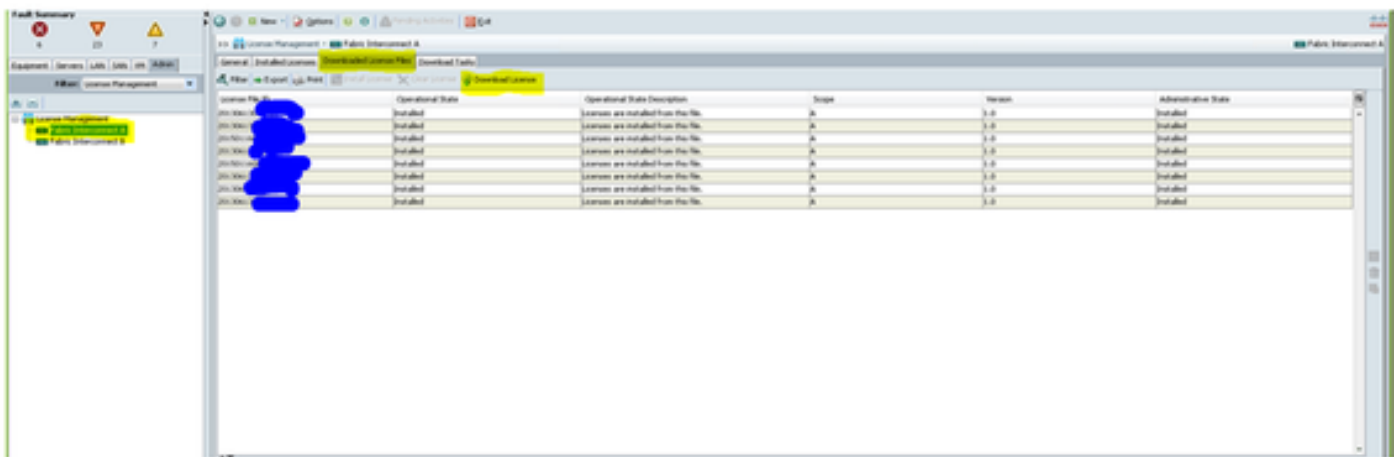 Fault Summary
6 23 7
New Options Pending Activities Exit
>> License Management Fabric Interconnect A
Fabric Interconnect A
Equipment Servers LAN SAN VM Admin
General Installed Licenses Downloaded License Files Download Tasks
Filter: License Management
Filter Export Print Install License Clear License Download License
License File ID Operational State Operational State Description Scope Version Administrative State
License Management
Fabric Interconnect A
Fabric Interconnect B
Installed Licenses are installed from this file. A 1.0 Installed
Installed Licenses are installed from this file. A 1.0 Installed
Installed Licenses are installed from this file. A 1.0 Installed
Installed Licenses are installed from this file. A 1.0 Installed
Installed Licenses are installed from this file. A 1.0 Installed
Installed Licenses are installed from this file. A 1.0 Installed
Installed Licenses are installed from this file. A 1.0 Installed
Installed Licenses are installed from this file. A 1.0 Installed